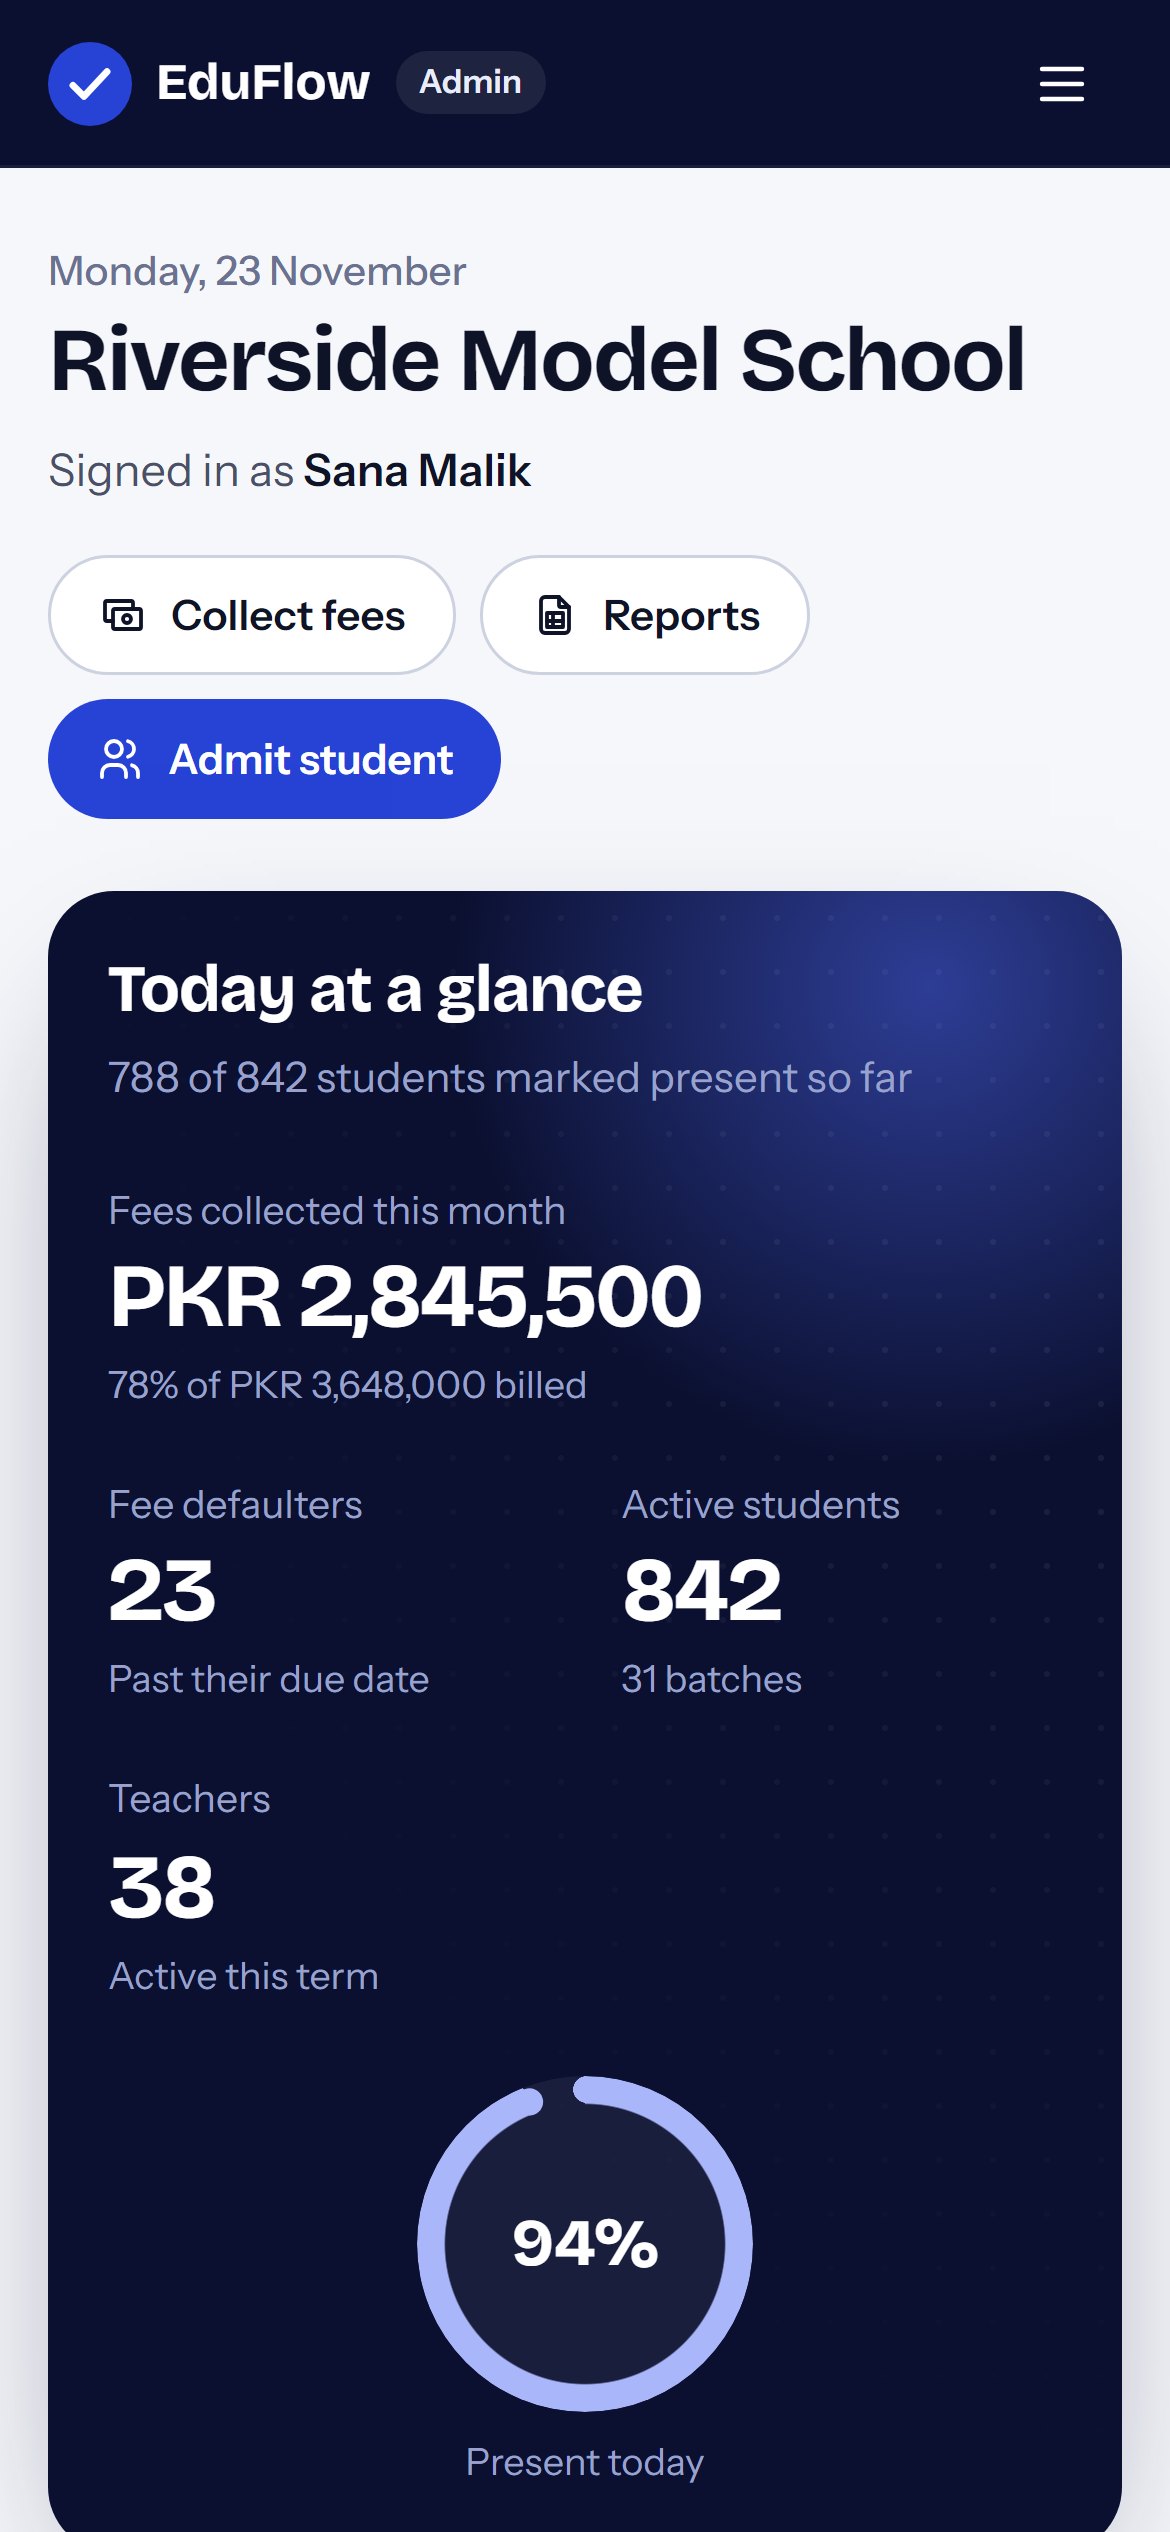 EduFlow Admin
Monday, 23 November
Riverside Model School
Signed in as Sana Malik
Collect fees
Reports
Admit student
Today at a glance
788 of 842 students marked present so far
Fees collected this month
PKR 2,845,500
78% of PKR 3,648,000 billed
Fee defaulters
23
Past their due date
Active students
842
31 batches
Teachers
38
Active this term
94%
Present today